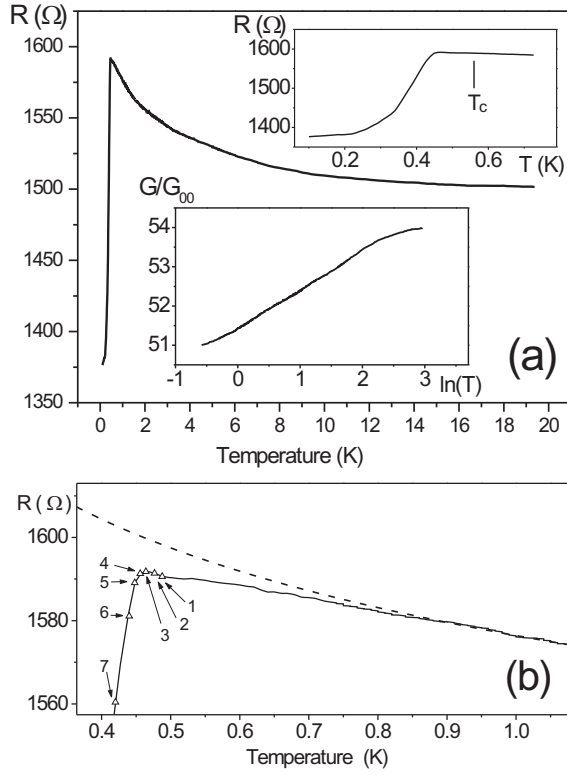 R (Ω)
1600
1550
1500
1450
1400
1350
0 2 4 6 8 10 12 14 16 18 20
Temperature (K)
R (Ω)
1600
1500
1400
T_c
0.2 0.4 0.6 0.8
T (K)
G/G_00
54
53
52
51
-1 0 1 2 3
ln(T)
(a)
R (Ω)
1600
1580
1560
4
5
1
2
3
6
7
(b)
0.4 0.5 0.6 0.7 0.8 0.9 1.0
Temperature (K)